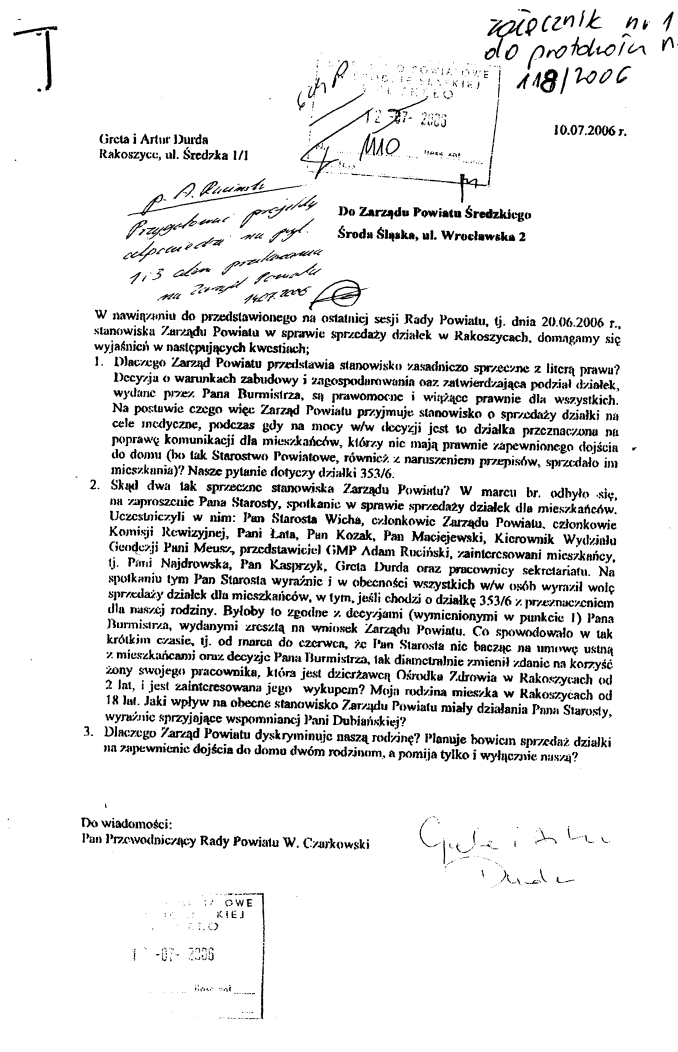 załącznik nr 1
do protokołu n
118/2006
POWIATOWE
ŚLĄSKIEJ
12 -07- 2006
10.07.2006 r.
Greta i Artur Durda
Rakoszyce, ul. Średzka 1/1
p. A. Ruciński
Przygotować projekty
odpowiedzi na pyt.
1 i 3 celem przekazania
na Zarząd Powiatu
14.07.2006
Do Zarządu Powiatu Średzkiego
Środa Śląska, ul. Wrocławska 2
W nawiązaniu do przedstawionego na ostatniej sesji Rady Powiatu, tj. dnia 20.06.2006 r.,
stanowiska Zarządu Powiatu w sprawie sprzedaży działek w Rakoszycach, domagamy się
wyjaśnień w następujących kwestiach;
1. Dlaczego Zarząd Powiatu przedstawia stanowisko zasadniczo sprzeczne z literą prawa?
Decyzja o warunkach zabudowy i zagospodarowania oaz zatwierdzająca podział działek,
wydane przez Pana Burmistrza, są prawomocne i wiążące prawnie dla wszystkich.
Na postawie czego więc Zarząd Powiatu przyjmuje stanowisko o sprzedaży działki na
cele medyczne, podczas gdy na mocy w/w decyzji jest to działka przeznaczona na
poprawę komunikacji dla mieszkańców, którzy nie mają prawnie zapewnionego dojścia
do domu (bo tak Starostwo Powiatowe, również z naruszeniem przepisów, sprzedało im
mieszkania)? Nasze pytanie dotyczy działki 353/6.
2. Skąd dwa tak sprzeczne stanowiska Zarządu Powiatu? W marcu br. odbyło się,
na zaproszenie Pana Starosty, spotkanie w sprawie sprzedaży działek dla mieszkańców.
Uczestniczyli w nim: Pan Starosta Wicha, członkowie Zarządu Powiatu, członkowie
Komisji Rewizyjnej, Pani Łata, Pan Kozak, Pan Maciejewski, Kierownik Wydziału
Geodezji Pani Meusz, przedstawiciel GMP Adam Ruciński, zainteresowani mieszkańcy,
tj. Pani Najdrowska, Pan Kasprzyk, Greta Durda oraz pracownicy sekretariatu. Na
spotkaniu tym Pan Starosta wyraźnie i w obecności wszystkich w/w osób wyraził wolę
sprzedaży działek dla mieszkańców, w tym, jeśli chodzi o działkę 353/6 z przeznaczeniem
dla naszej rodziny. Byłoby to zgodne z decyzjami (wymienionymi w punkcie 1) Pana
Burmistrza, wydanymi zresztą na wniosek Zarządu Powiatu. Co spowodowało w tak
krótkim czasie, tj. od marca do czerwca, że Pan Starosta nie bacząc na umowę ustną
z mieszkańcami oraz decyzje Pana Burmistrza, tak diametralnie zmienił zdanie na korzyść
żony swojego pracownika, która jest dzierżawcą Ośrodka Zdrowia w Rakoszycach od
2 lat, i jest zainteresowana jego wykupem? Moja rodzina mieszka w Rakoszycach od
18 lat. Jaki wpływ na obecne stanowisko Zarządu Powiatu miały działania Pana Starosty,
wyraźnie sprzyjające wspomnianej Pani Dubiańskiej?
3. Dlaczego Zarząd Powiatu dyskryminuje naszą rodzinę? Planuje bowiem sprzedaż działki
na zapewnienie dojścia do domu dwóm rodzinom, a pomija tylko i wyłącznie naszą?
Do wiadomości:
Pan Przewodniczący Rady Powiatu W. Czarkowski
Greta i Artur
Durda
OWE
KIEJ
-07- 2006
Ilość zał